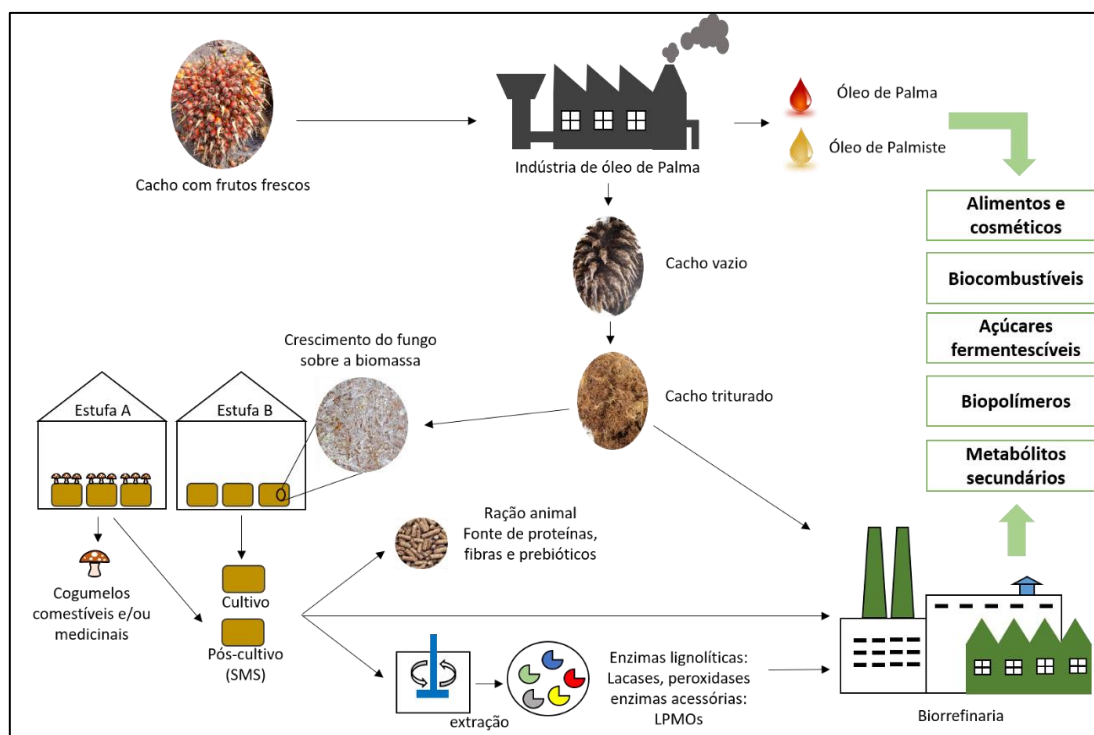 Cacho com frutos frescos
Indústria de óleo de Palma
Óleo de Palma
Óleo de Palmiste
Alimentos e
cosméticos
Biocombustíveis
Açúcares
fermentescíveis
Biopolímeros
Metabólitos
secundários
Cacho vazio
Cacho triturado
Crescimento do fungo
sobre a biomassa
Estufa A
Estufa B
Cogumelos
comestíveis e/ou
medicinais
Cultivo
Pós-cultivo
(SMS)
Ração animal
Fonte de proteínas,
fibras e prebióticos
extração
Enzimas lignolíticas:
Lacases, peroxidases
enzimas acessórias:
LPMOs
Biorrefinaria